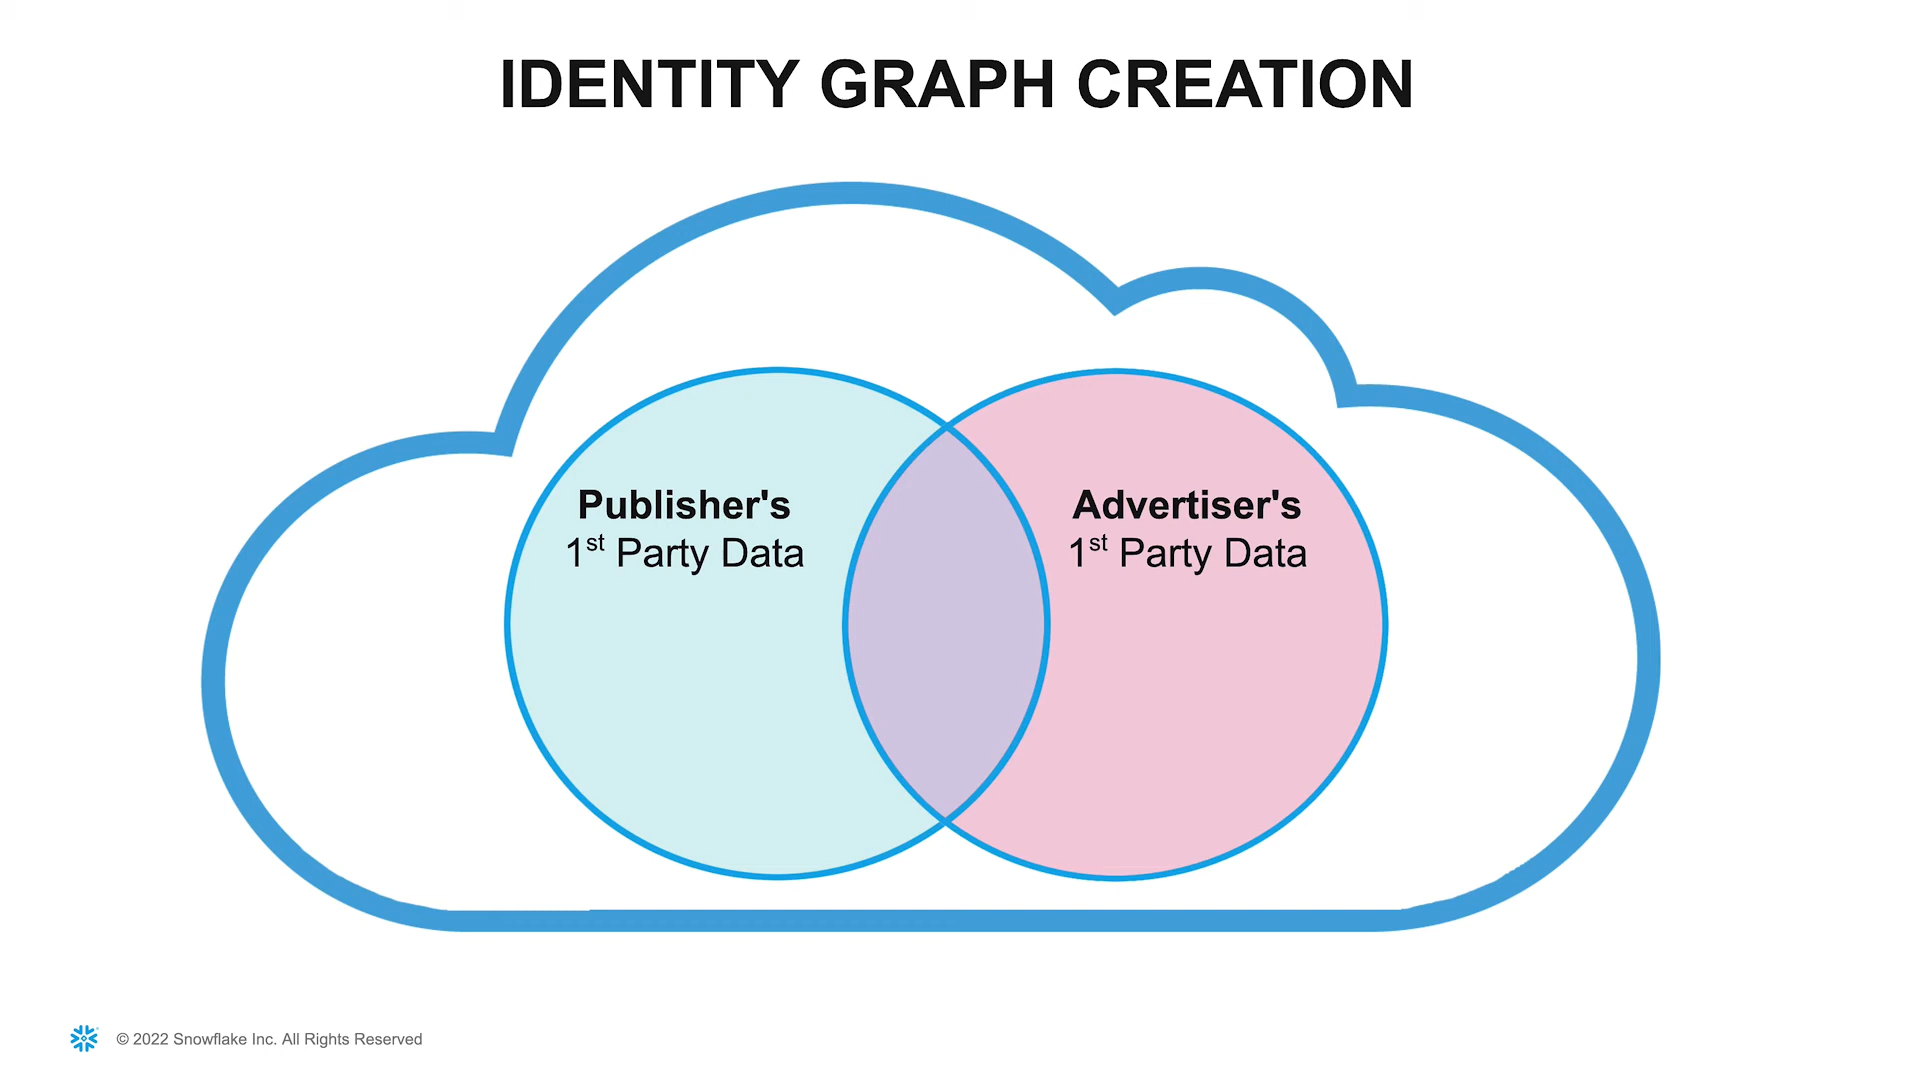 IDENTITY GRAPH CREATION
Publisher's
1st Party Data
Advertiser's
1st Party Data
© 2022 Snowflake Inc. All Rights Reserved